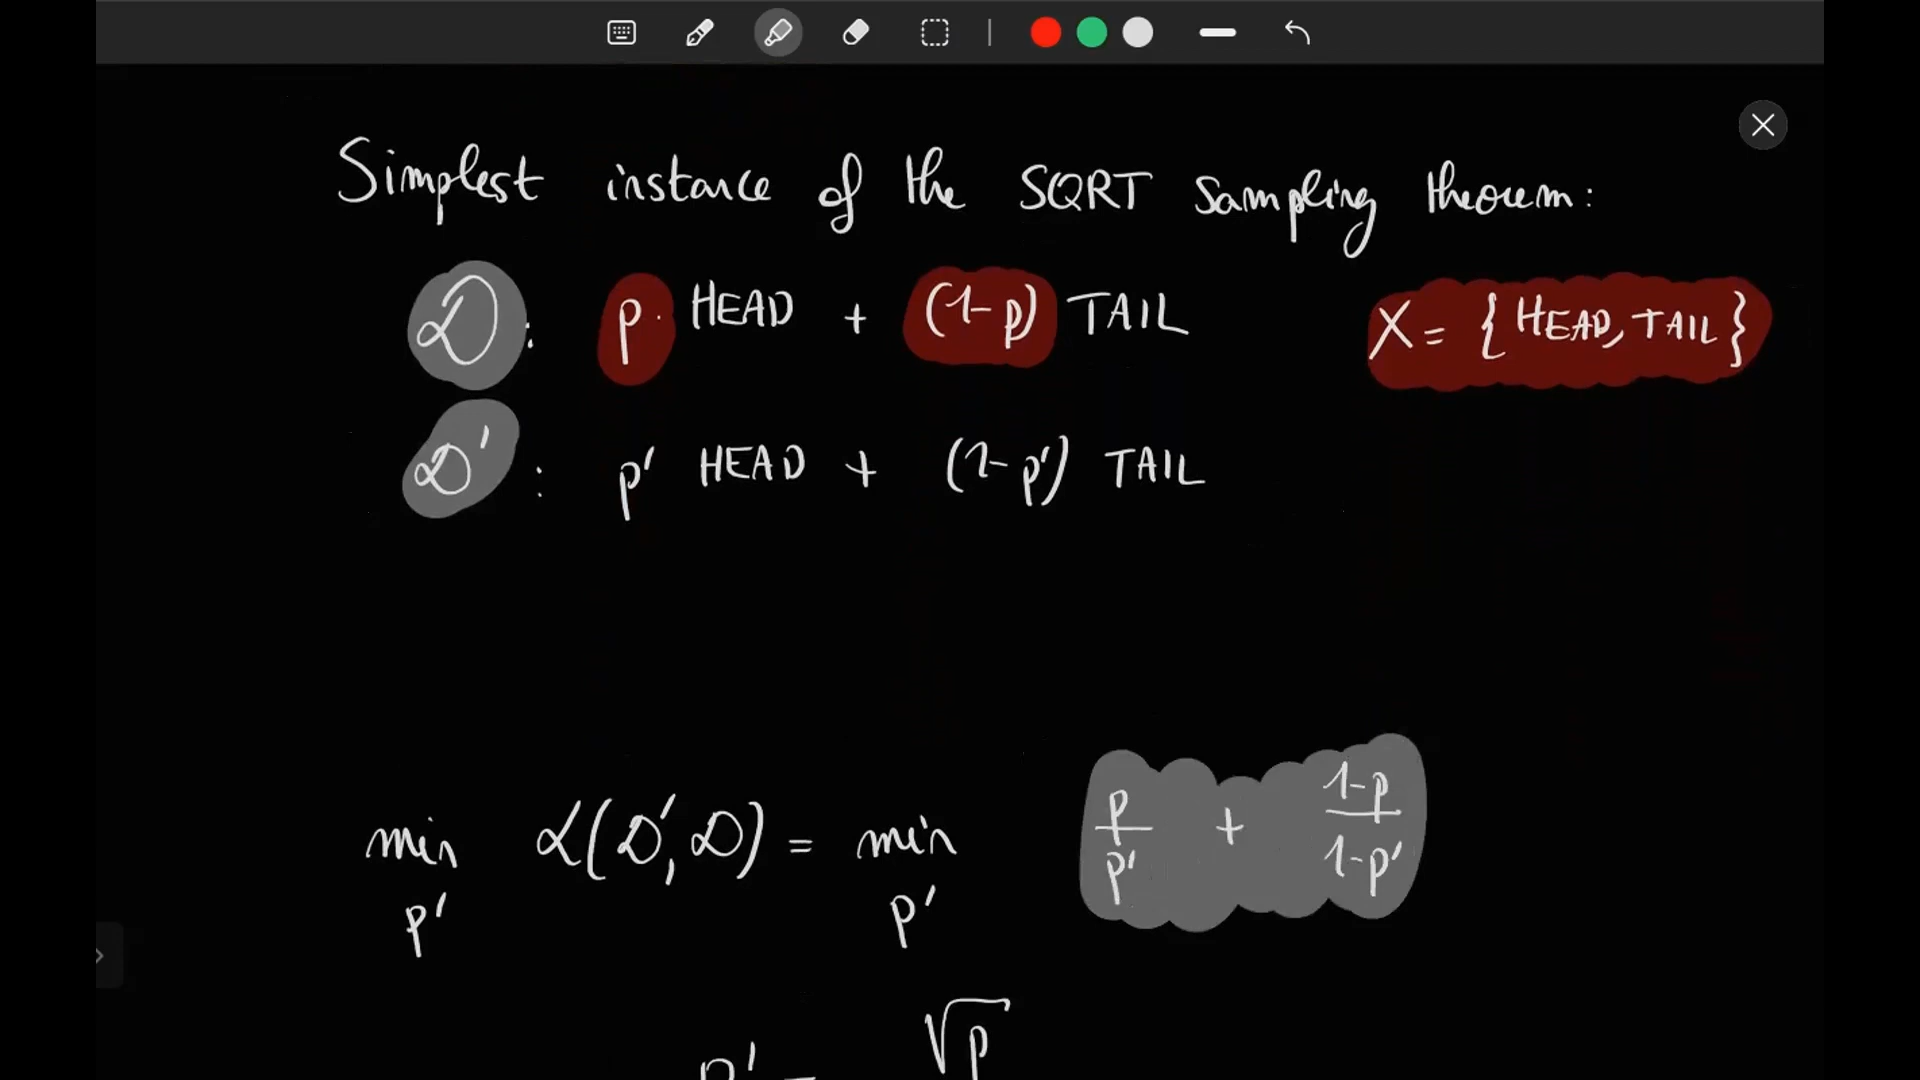 Simplest instance of the SQRT Sampling theorem:
D: p. HEAD + (1-p) TAIL X = {HEAD, TAIL}
D': p' HEAD + (1-p') TAIL
min p' L(D', D) = min p' p/p' + 1-p/1-p'
p' = √p